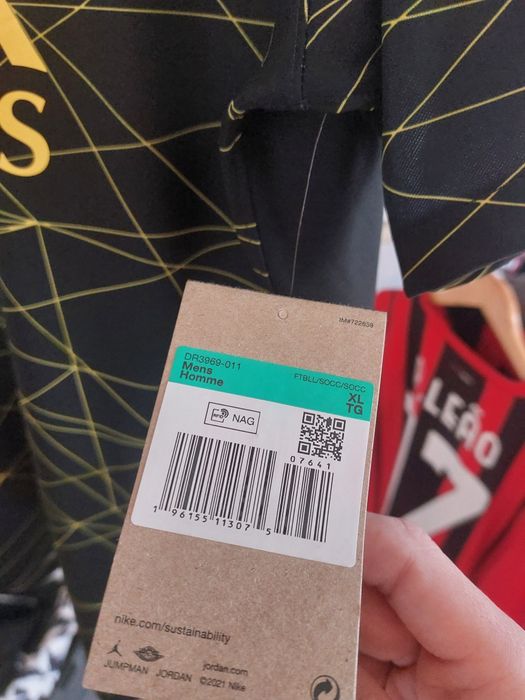 S
IM#722659
DR3969-011
Mens
Homme
FTBLL/SOCC/SOCC
XL
TG
NAG
07641
1 96155 11307 5
LEÃO
7
nike.com/sustainability
JUMPMAN JORDAN
jordan.com
©2021 Nike